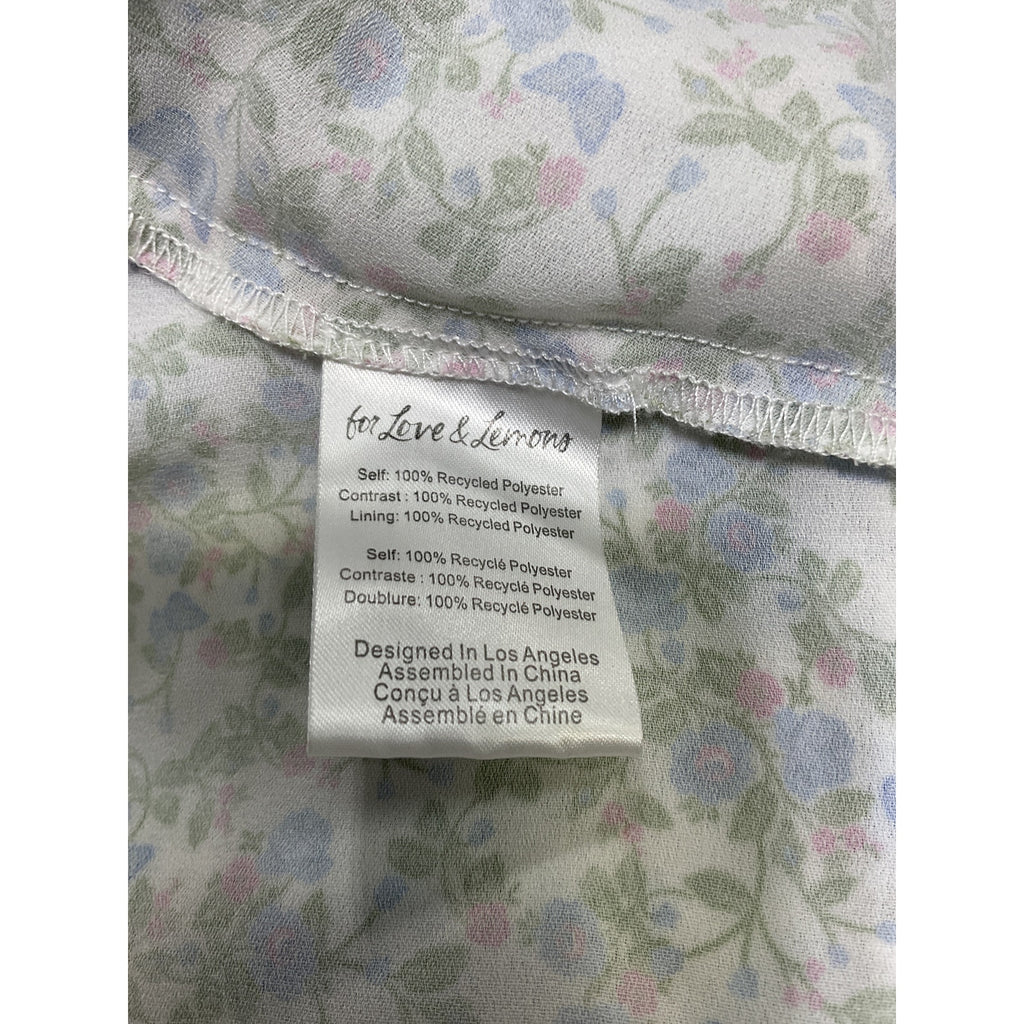 for Love & Lemons
Self: 100% Recycled Polyester
Contrast : 100% Recycled Polyester
Lining: 100% Recycled Polyester
Self: 100% Recyclé Polyester
Contraste : 100% Recyclé Polyester
Doublure: 100% Recyclé Polyester
Designed In Los Angeles
Assembled In China
Conçu à Los Angeles
Assemblé en Chine